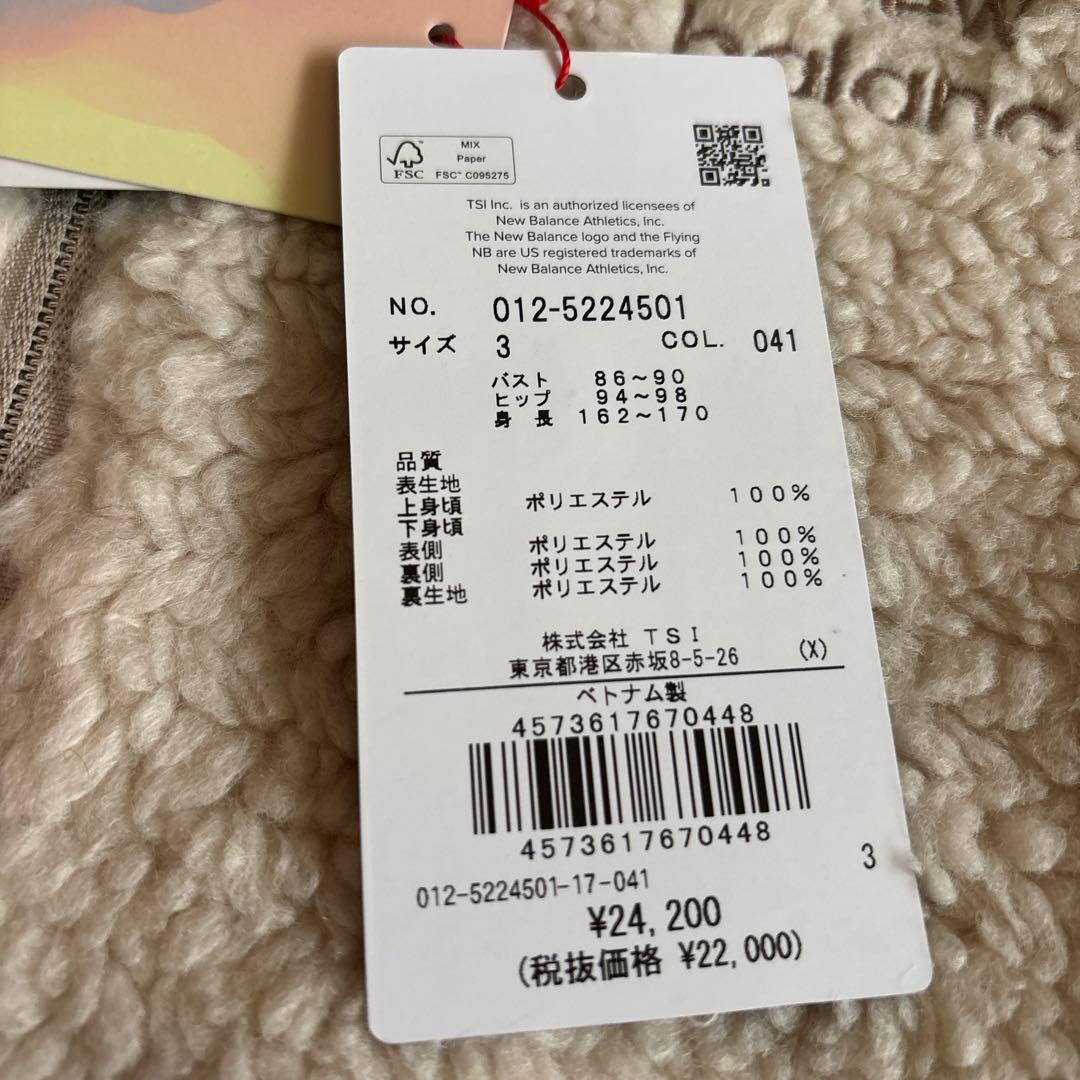 balanc
MIX
Paper
FSC™ C095275
FSC
TSI Inc. is an authorized licensees of
New Balance Athletics, Inc.
The New Balance logo and the Flying
NB are US registered trademarks of
New Balance Athletics, Inc.
NO. 012-5224501
サイズ 3 COL. 041
バスト 86～90
ヒップ 94～98
身長 162～170
品質
表生地
上身頃 ポリエステル 100%
下身頃
表側 ポリエステル 100%
裏側 ポリエステル 100%
裏生地 ポリエステル 100%
株式会社 TSI
東京都港区赤坂8-5-26 (X)
ベトナム製
4573617670448
4573617670448
3
012-5224501-17-041
¥24,200
(税抜価格 ¥22,000)